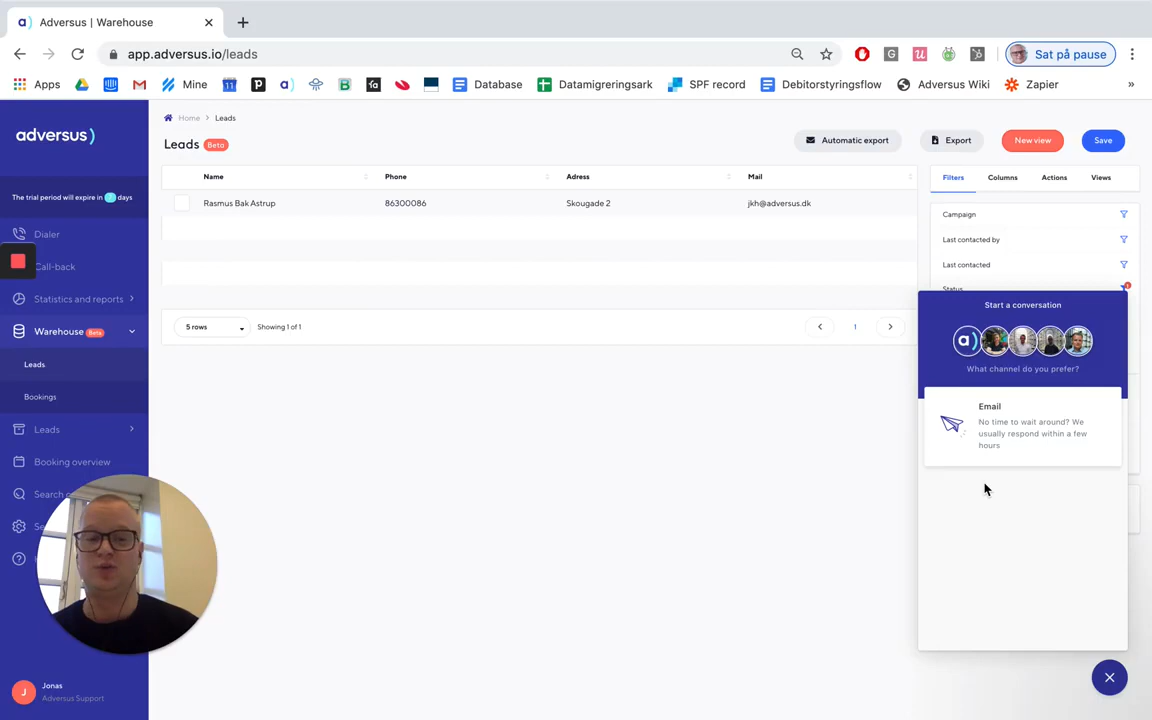 a) Adversus | Warehouse
app.adversus.io/leads
Sat på pause
Apps
Mine
Database
Datamigreringsark
SPF record
Debitorstyringsflow
Adversus Wiki
Zapier
»
adversus)
The trial period will expire in days
Dialer
Call-back
Statistics and reports
Warehouse Beta
Leads
Bookings
Leads
Booking overview
Search
Se
J
Jonas
Adversus Support
Home > Leads
Leads Beta
Automatic export
Export
New view
Save
Name
Phone
Adress
Mail
Rasmus Bak Astrup
86300086
Skougade 2
jkh@adversus.dk
5 rows
Showing 1 of 1
1
Filters
Columns
Actions
Views
Campaign
Last contacted by
Last contacted
Status
Start a conversation
a)
What channel do you prefer?
Email
No time to wait around? We
usually respond within a few
hours